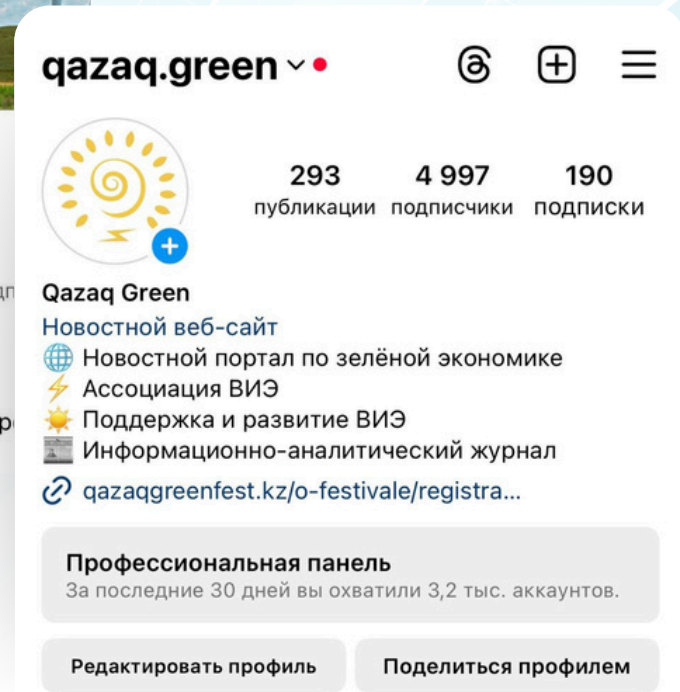 qazaq.green
293 4 997 190
публикации подписчики подписки
Qazaq Green
Новостной веб-сайт
Новостной портал по зелёной экономике
Ассоциация ВИЭ
Поддержка и развитие ВИЭ
Информационно-аналитический журнал
qazaqgreenfest.kz/o-festivale/registra...
Профессиональная панель
За последние 30 дней вы охватили 3,2 тыс. аккаунтов.
Редактировать профиль Поделиться профилем